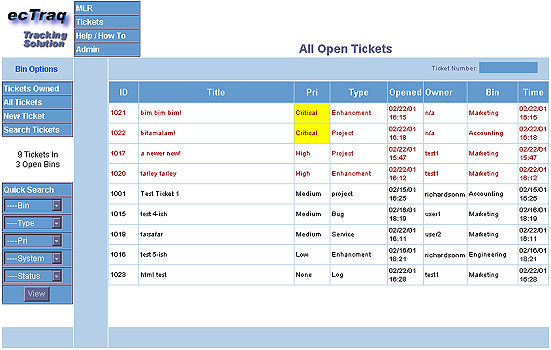 ecTraq
Tracking
Solution
MLR
Tickets
Help / How To
Admin
All Open Tickets
Bin Options
Ticket Number:
Tickets Owned
All Tickets
New Ticket
Search Tickets
9 Tickets In
3 Open Bins
Quick Search
----Bin
----Type
----Pri
----System
----Status
View
ID Title Pri Type Opened Owner Bin Time
1021 bim bim bim! Critical Enhancment 02/22/01 16:15 n/a Marketing 02/22/01 16:15
1022 bifamalam! Critical Project 02/22/01 16:18 n/a Accounting 02/22/01 16:18
1017 a newer new! High Project 02/22/01 15:47 test1 Marketing 02/22/01 15:47
1020 farley farley High Enhancment 02/22/01 16:12 test1 Marketing 02/22/01 16:12
1001 Test Ticket 1 Medium project 02/15/01 16:25 richardsonm Accounting 02/15/01 16:25
1015 test 4-ish Medium Bug 02/16/01 18:19 user1 Marketing 02/16/01 18:19
1019 farsafar Medium Service 02/22/01 16:11 user2 Marketing 02/22/01 16:11
1016 test 5-ish Low Enhancment 02/16/01 18:21 richardsonm Engineering 02/16/01 18:21
1023 html test None Log 02/22/01 16:28 test1 Marketing 02/22/01 16:28